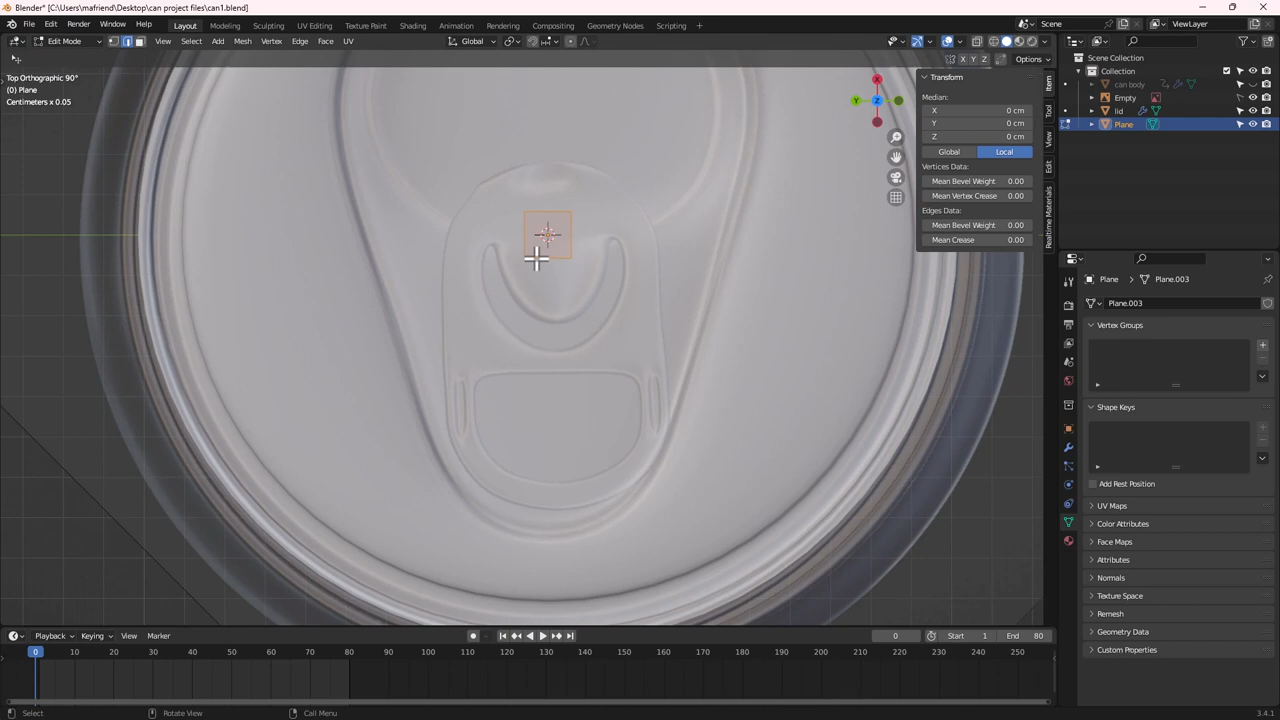 Blender* [C:\Users\mafriend\Desktop\can project files\can1.blend]
File Edit Render Window Help Layout Modeling Sculpting UV Editing Texture Paint Shading Animation Rendering Compositing Geometry Nodes Scripting + Scene ViewLayer
Edit Mode View Select Add Mesh Vertex Edge Face UV Global
X Y Z Options
Top Orthographic 90°
(0) Plane
Centimeters x 0.05
X
Y
Z
Transform
Median:
X 0 cm
Y 0 cm
Z 0 cm
Global Local
Vertices Data:
Mean Bevel Weight 0.00
Mean Vertex Crease 0.00
Edges Data:
Mean Bevel Weight 0.00
Mean Crease 0.00
Item
Tool
View
Edit
Realtime Materials
Scene Collection
Collection
can body
Empty
lid
Plane
Plane Plane.003
Plane.003
Vertex Groups
Shape Keys
Add Rest Position
UV Maps
Color Attributes
Face Maps
Attributes
Normals
Texture Space
Remesh
Geometry Data
Custom Properties
Playback Keying View Marker 0 Start 1 End 80
0 10 20 30 40 50 60 70 80 90 100 110 120 130 140 150 160 170 180 190 200 210 220 230 240 250
Select Rotate View Call Menu 3.4.1